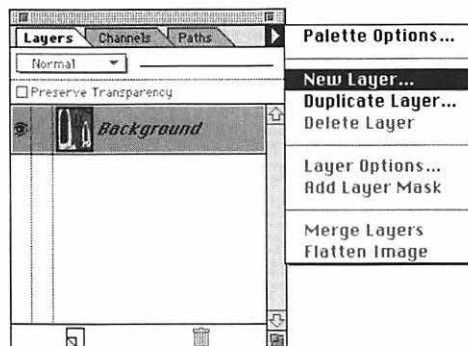 Layers Channels Paths
Normal
Preserve Transparency
Background
Palette Options...
New Layer...
Duplicate Layer...
Delete Layer
Layer Options...
Add Layer Mask
Merge Layers
Flatten Image